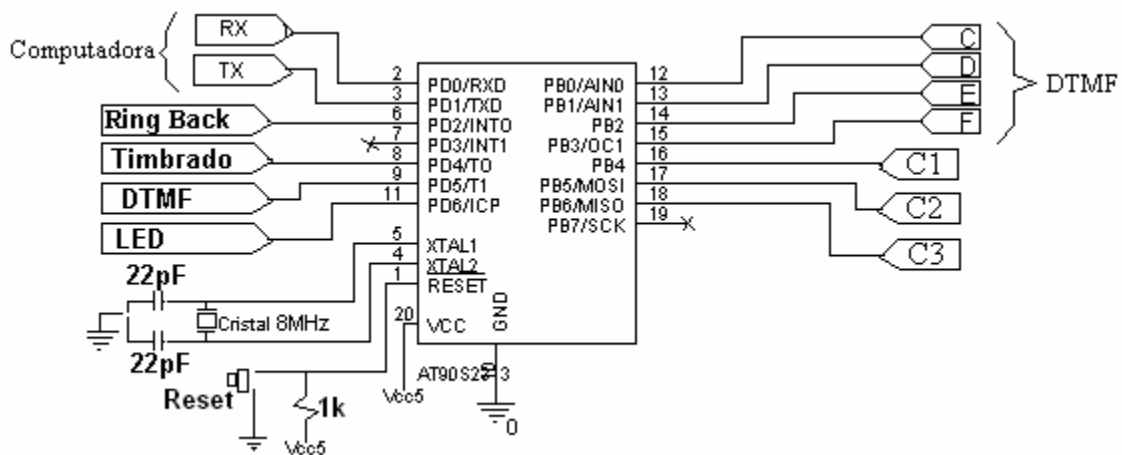 Computadora
RX
TX
Ring Back
Timbrado
DTMF
LED
2
3
6
7
8
9
11
5
4
1
20
PD0/RXD
PD1/TXD
PD2/INT0
PD3/INT1
PD4/T0
PD5/T1
PD6/ICP
XTAL1
XTAL2
RESET
VCC
GND
PB0/AIN0
PB1/AIN1
PB2
PB3/OC1
PB4
PB5/MOSI
PB6/MISO
PB7/SCK
12
13
14
15
16
17
18
19
C
D
E
F
DTMF
C1
C2
C3
22pF
Cristal 8MHz
22pF
Reset
1k
Vcc5
Vcc5
10
0